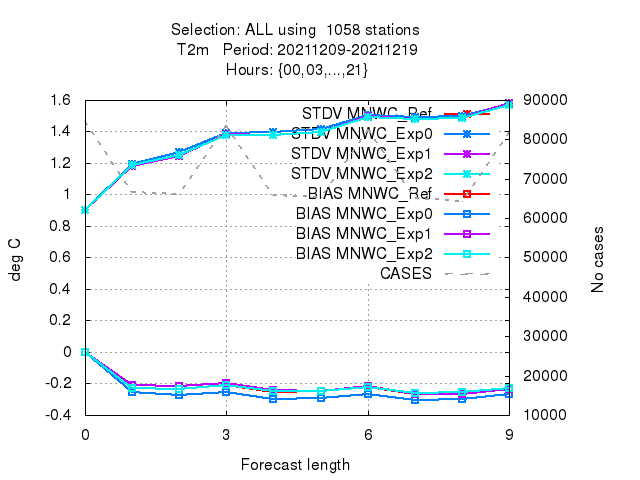 Selection: ALL using  1058 stations
T2m   Period: 20211209-20211219
Hours: {00,03,...,21}
deg C
No cases
1.6
1.4
1.2
1
0.8
0.6
0.4
0.2
0
-0.2
-0.4
90000
80000
70000
60000
50000
40000
30000
20000
10000
STDV MNWC_Ref
STDV MNWC_Exp0
STDV MNWC_Exp1
STDV MNWC_Exp2
BIAS MNWC_Ref
BIAS MNWC_Exp0
BIAS MNWC_Exp1
BIAS MNWC_Exp2
CASES
0 3 6 9
Forecast length